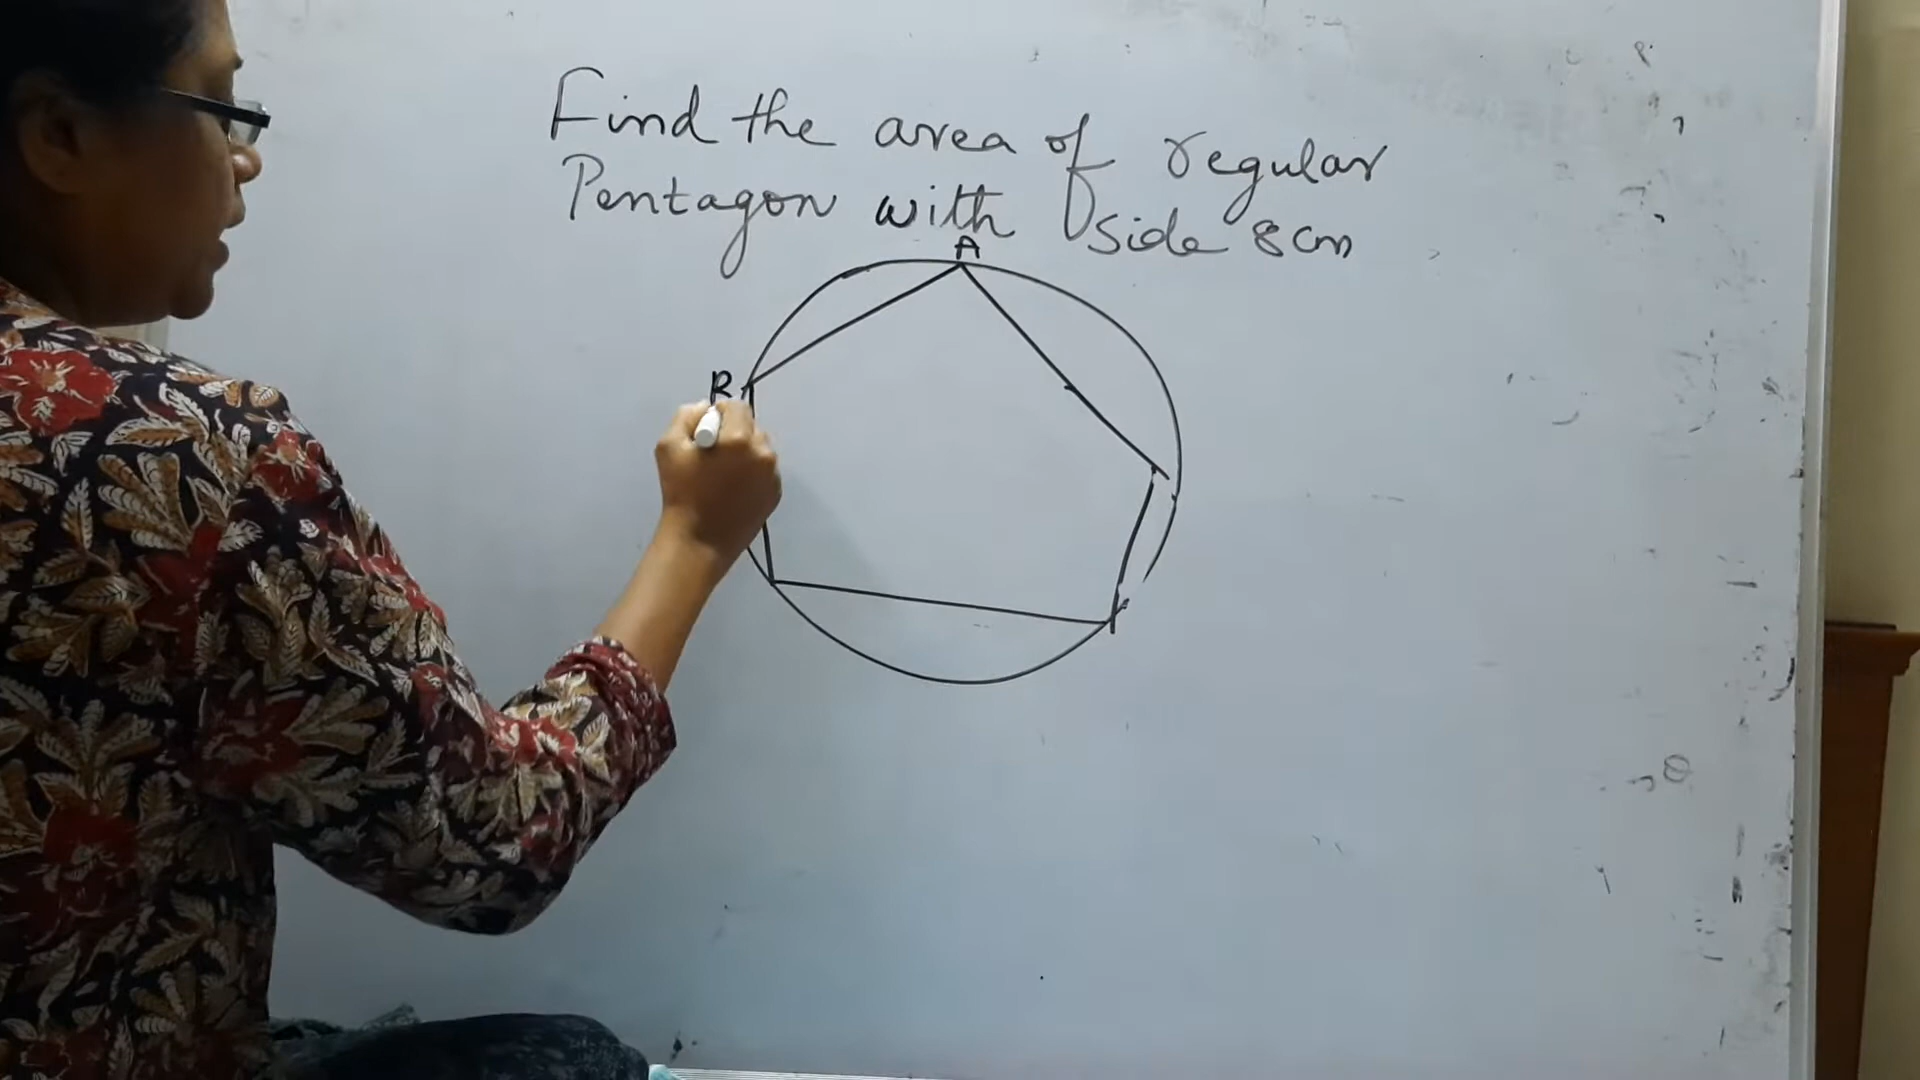 Find the area of regular
Pentagon with side 8cm
A
B